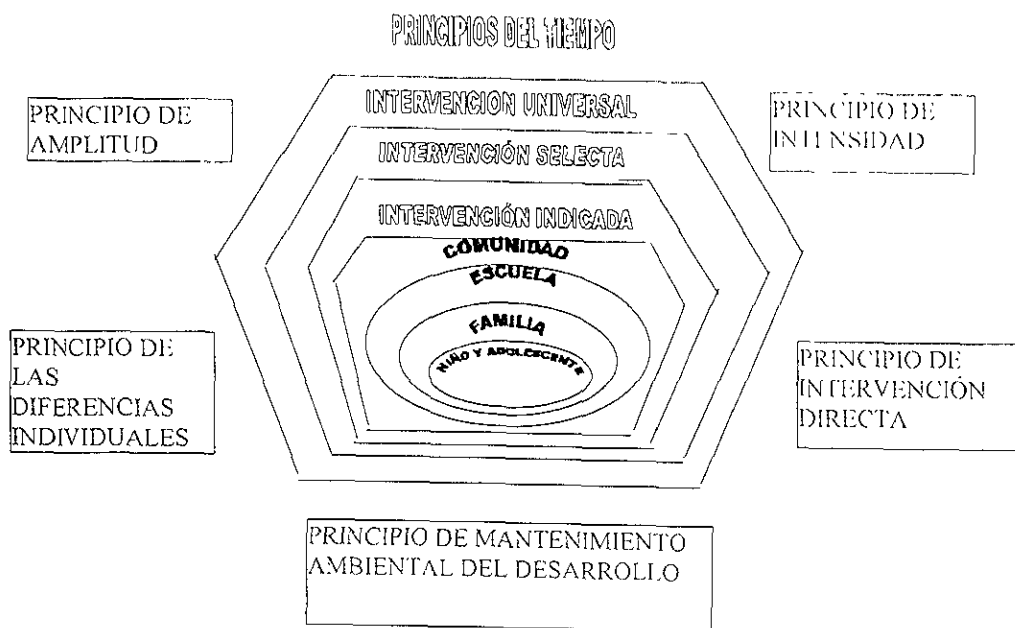 PRINCIPIOS DEL TIEMPO
INTERVENCION UNIVERSAL
PRINCIPIO DE
AMPLITUD
PRINCIPIO DE
INTENSIDAD
INTERVENCIÓN SELECTA
INTERVENCIÓN INDICADA
COMUNIDAD
ESCUELA
FAMILIA
NIÑO Y ADOLESCENTE
PRINCIPIO DE
LAS
DIFERENCIAS
INDIVIDUALES
PRINCIPIO DE
INTERVENCIÓN
DIRECTA
PRINCIPIO DE MANTENIMIENTO
AMBIENTAL DEL DESARROLLO